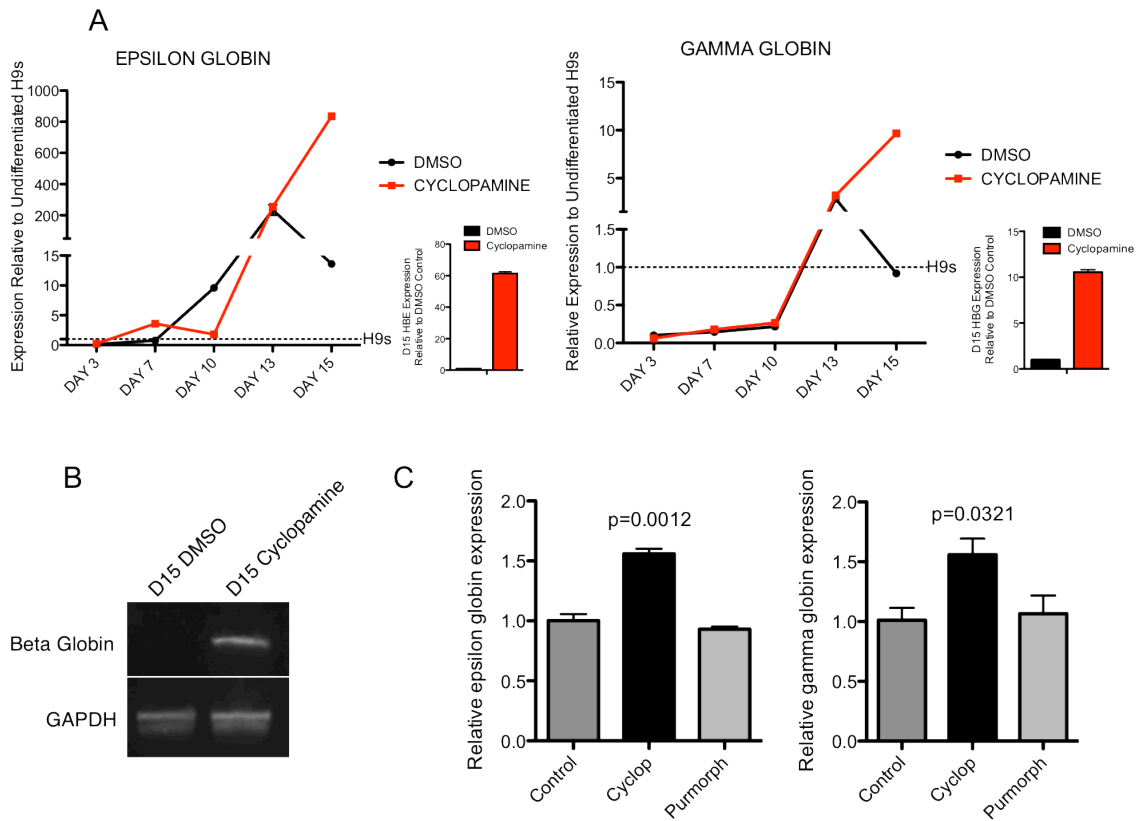 A
EPSILON GLOBIN
Expression Relative to Undifferentiated H9s
1000
800
600
400
200
15
10
5
0
H9s
DAY 3
DAY 7
DAY 10
DAY 13
DAY 15
DMSO
CYCLOPAMINE
D15 HBE Expression
Relative to DMSO Control
80
60
40
20
0
DMSO
Cyclopamine
GAMMA GLOBIN
Relative Expression to Undifferentiated H9s
15
10
5
1.5
1.0
0.5
0.0
H9s
DAY 3
DAY 7
DAY 10
DAY 13
DAY 15
DMSO
CYCLOPAMINE
D15 HBG Expression
Relative to DMSO Control
15
10
5
0
DMSO
Cyclopamine
B
D15 DMSO
D15 Cyclopamine
Beta Globin
GAPDH
C
Relative epsilon globin expression
2.0
1.5
1.0
0.5
0.0
p=0.0012
Control
Cyclop
Purmorph
Relative gamma globin expression
2.0
1.5
1.0
0.5
0.0
p=0.0321
Control
Cyclop
Purmorph